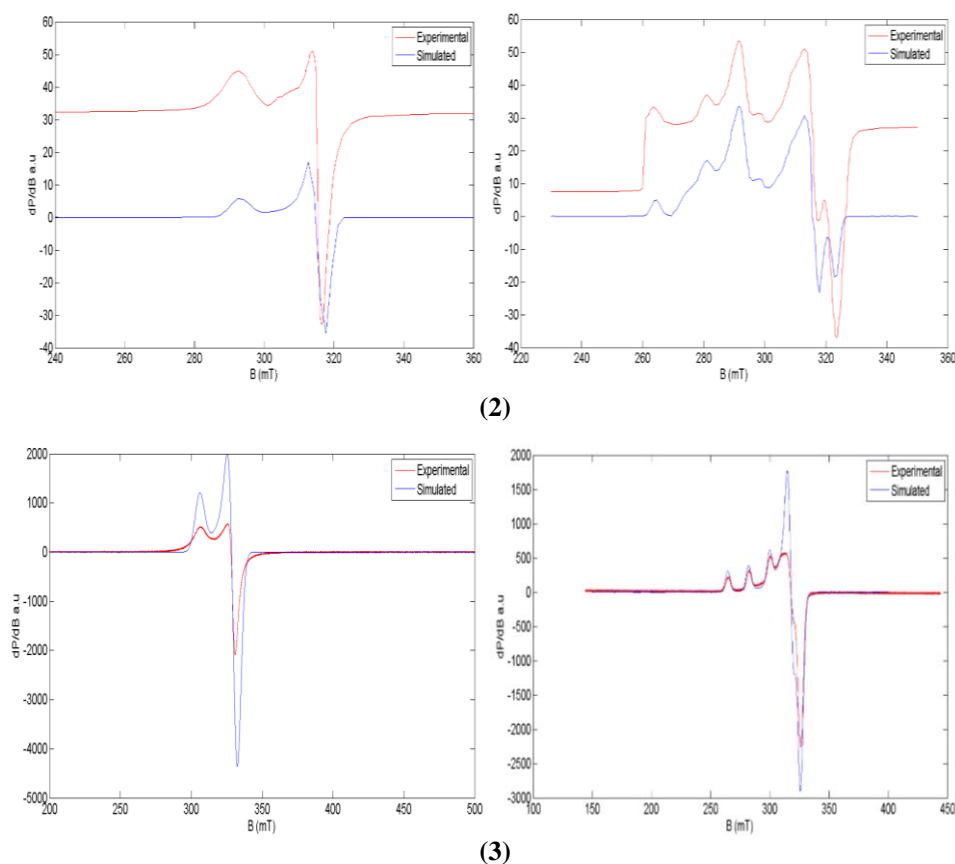 60
50
40
30
20
10
0
-10
-20
-30
-40
240 260 280 300 320 340 360
dP/dB a.u
B (mT)
Experimental
Simulated
60
50
40
30
20
10
0
-10
-20
-30
-40
220 240 260 280 300 320 340 360
dP/dB a.u
B (mT)
Experimental
Simulated
(2)
2000
1000
0
-1000
-2000
-3000
-4000
-5000
200 250 300 350 400 450 500
dP/dB a.u
B (mT)
Experimental
Simulated
2000
1500
1000
500
0
-500
-1000
-1500
-2000
-2500
-3000
100 150 200 250 300 350 400 450
dP/dB a.u
B (mT)
Experimental
Simulated
(3)